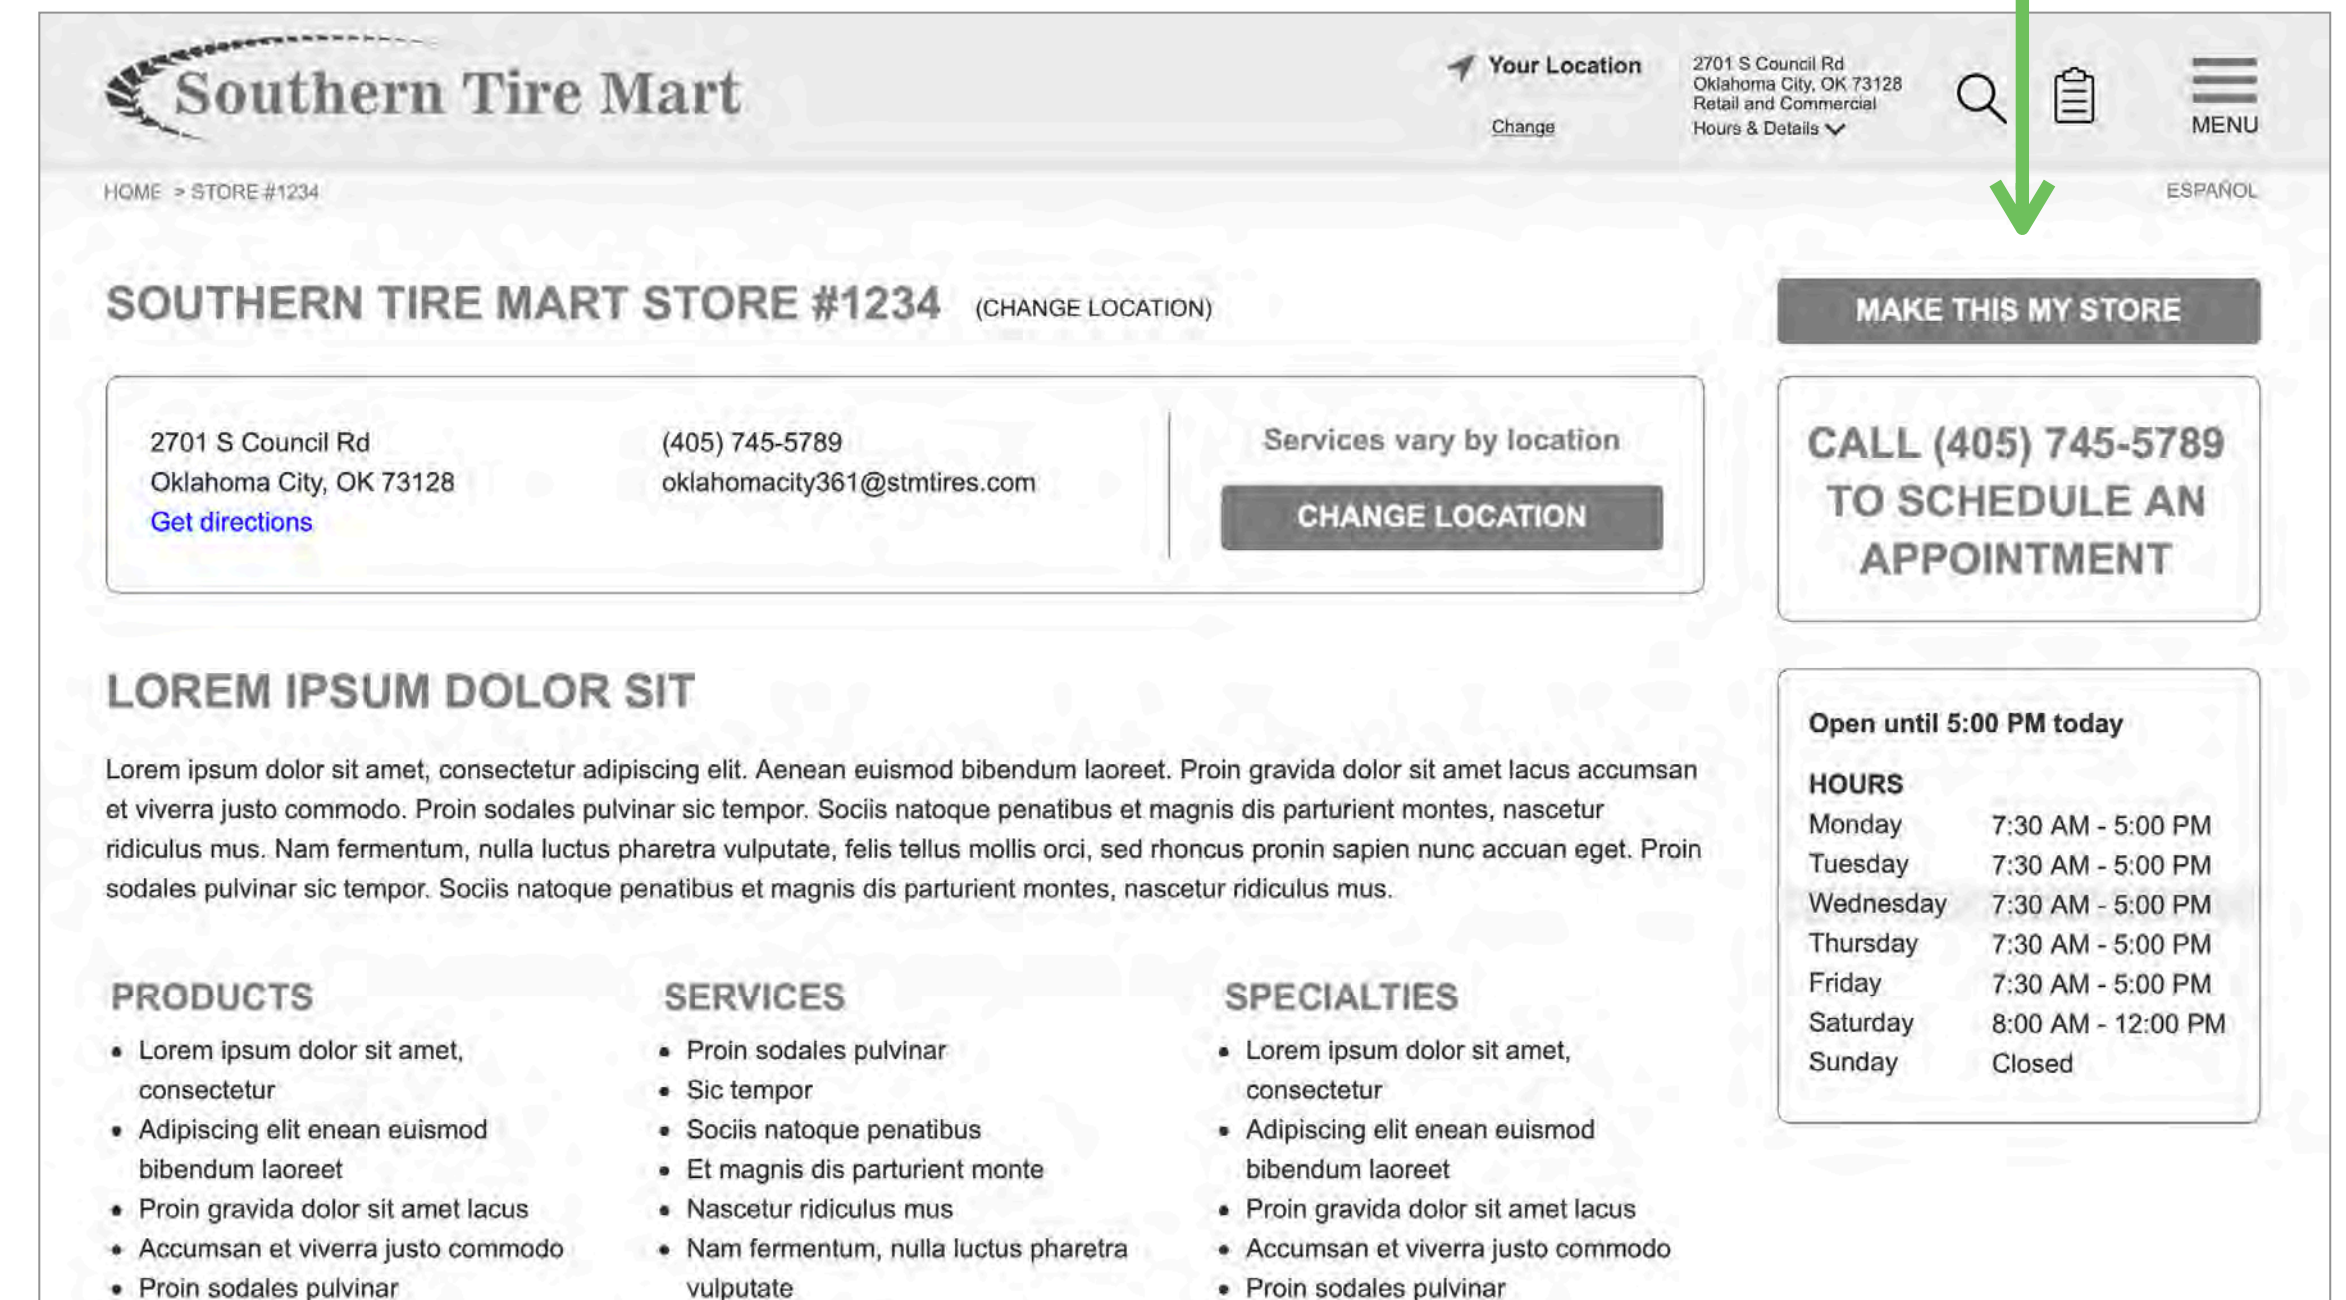 Southern Tire Mart
Your Location
Change
2701 S Council Rd
Oklahoma City, OK 73128
Retail and Commercial
Hours & Details
MENU
HOME > STORE #1234
ESPAÑOL
SOUTHERN TIRE MART STORE #1234 (CHANGE LOCATION)
MAKE THIS MY STORE
2701 S Council Rd
Oklahoma City, OK 73128
Get directions
(405) 745-5789
oklahomacity361@stmtires.com
Services vary by location
CHANGE LOCATION
CALL (405) 745-5789
TO SCHEDULE AN
APPOINTMENT
LOREM IPSUM DOLOR SIT
Lorem ipsum dolor sit amet, consectetur adipiscing elit. Aenean euismod bibendum laoreet. Proin gravida dolor sit amet lacus accumsan
et viverra justo commodo. Proin sodales pulvinar sic tempor. Sociis natoque penatibus et magnis dis parturient montes, nascetur
ridiculus mus. Nam fermentum, nulla luctus pharetra vulputate, felis tellus mollis orci, sed rhoncus pronin sapien nunc accuan eget. Proin
sodales pulvinar sic tempor. Sociis natoque penatibus et magnis dis parturient montes, nascetur ridiculus mus.
Open until 5:00 PM today
HOURS
Monday 7:30 AM - 5:00 PM
Tuesday 7:30 AM - 5:00 PM
Wednesday 7:30 AM - 5:00 PM
Thursday 7:30 AM - 5:00 PM
Friday 7:30 AM - 5:00 PM
Saturday 8:00 AM - 12:00 PM
Sunday Closed
PRODUCTS
• Lorem ipsum dolor sit amet,
consectetur
• Adipiscing elit enean euismod
bibendum laoreet
• Proin gravida dolor sit amet lacus
• Accumsan et viverra justo commodo
• Proin sodales pulvinar
SERVICES
• Proin sodales pulvinar
• Sic tempor
• Sociis natoque penatibus
• Et magnis dis parturient monte
• Nascetur ridiculus mus
• Nam fermentum, nulla luctus pharetra
vulputate
SPECIALTIES
• Lorem ipsum dolor sit amet,
consectetur
• Adipiscing elit enean euismod
bibendum laoreet
• Proin gravida dolor sit amet lacus
• Accumsan et viverra justo commodo
• Proin sodales pulvinar